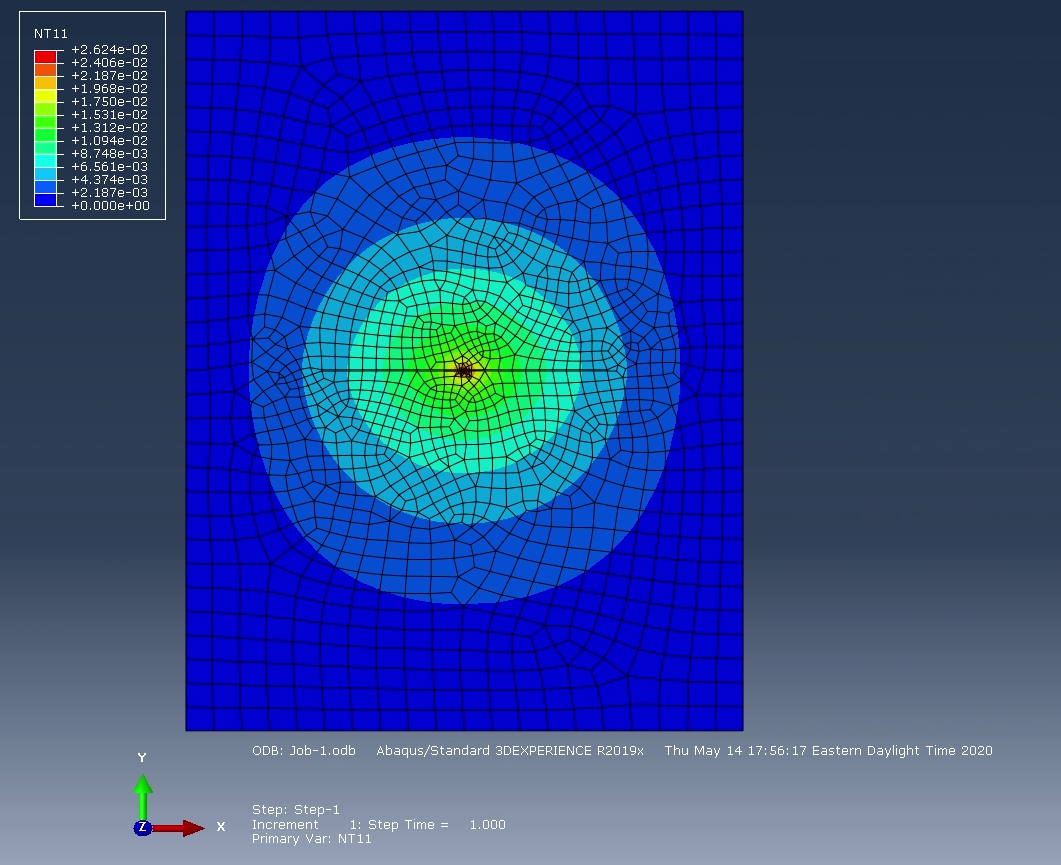 NT11
+2.624e-02
+2.406e-02
+2.187e-02
+1.968e-02
+1.750e-02
+1.531e-02
+1.312e-02
+1.094e-02
+8.748e-03
+6.561e-03
+4.374e-03
+2.187e-03
+0.000e+00
ODB: Job-1.odb    Abaqus/Standard 3DEXPERIENCE R2019x    Thu May 14 17:56:17 Eastern Daylight Time 2020
Y
Z
X
Step: Step-1
Increment    1: Step Time =    1.000
Primary Var: NT11